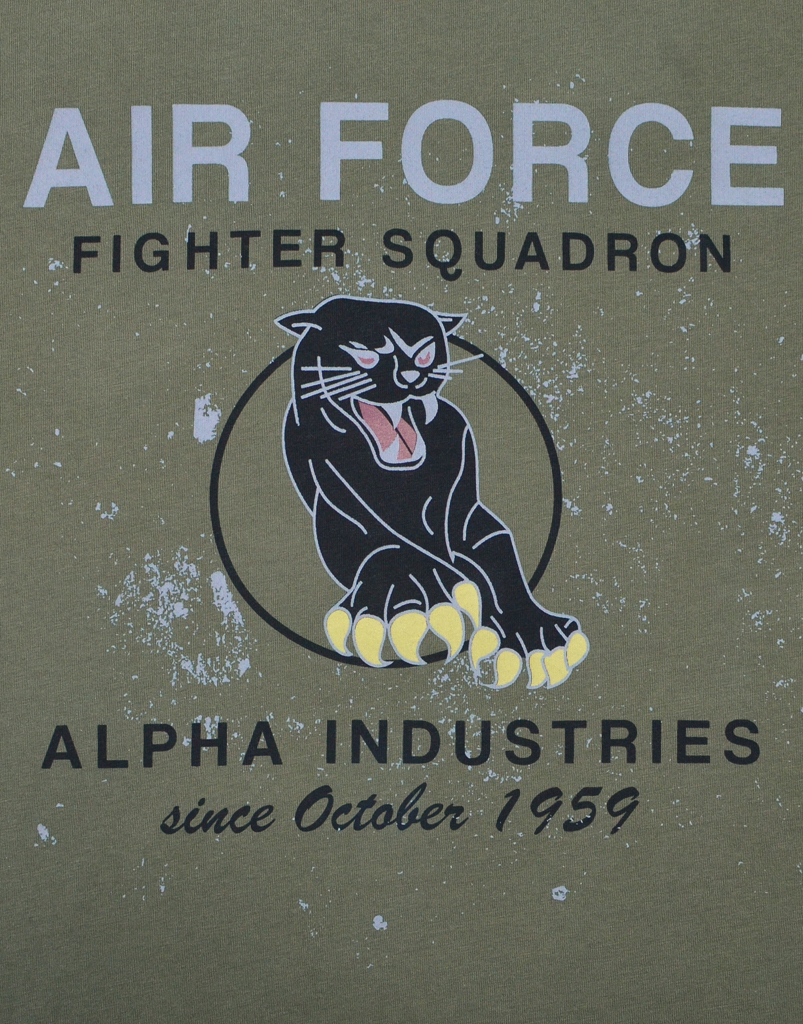 AIR FORCE
FIGHTER SQUADRON
ALPHA INDUSTRIES
since October 1959